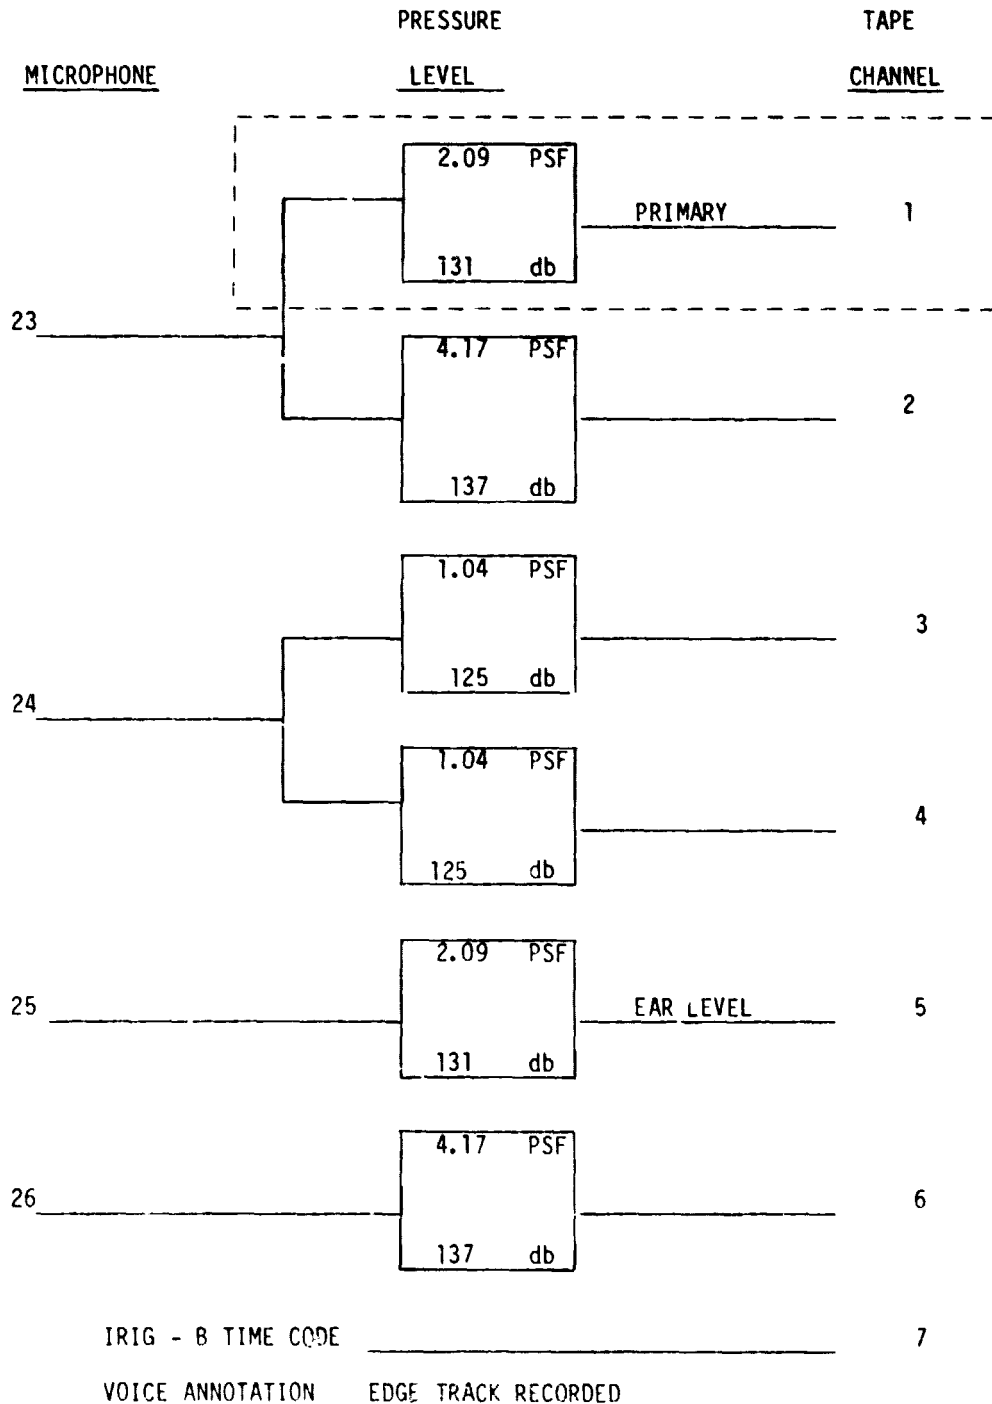 PRESSURE TAPE
MICROPHONE LEVEL CHANNEL
2.09 PSF
PRIMARY 1
131 db
23
4.17 PSF
2
137 db
1.04 PSF
3
125 db
24
1.04 PSF
4
125 db
2.09 PSF
25 EAR LEVEL 5
131 db
4.17 PSF
26 6
137 db
IRIG - B TIME CODE 7
VOICE ANNOTATION EDGE TRACK RECORDED